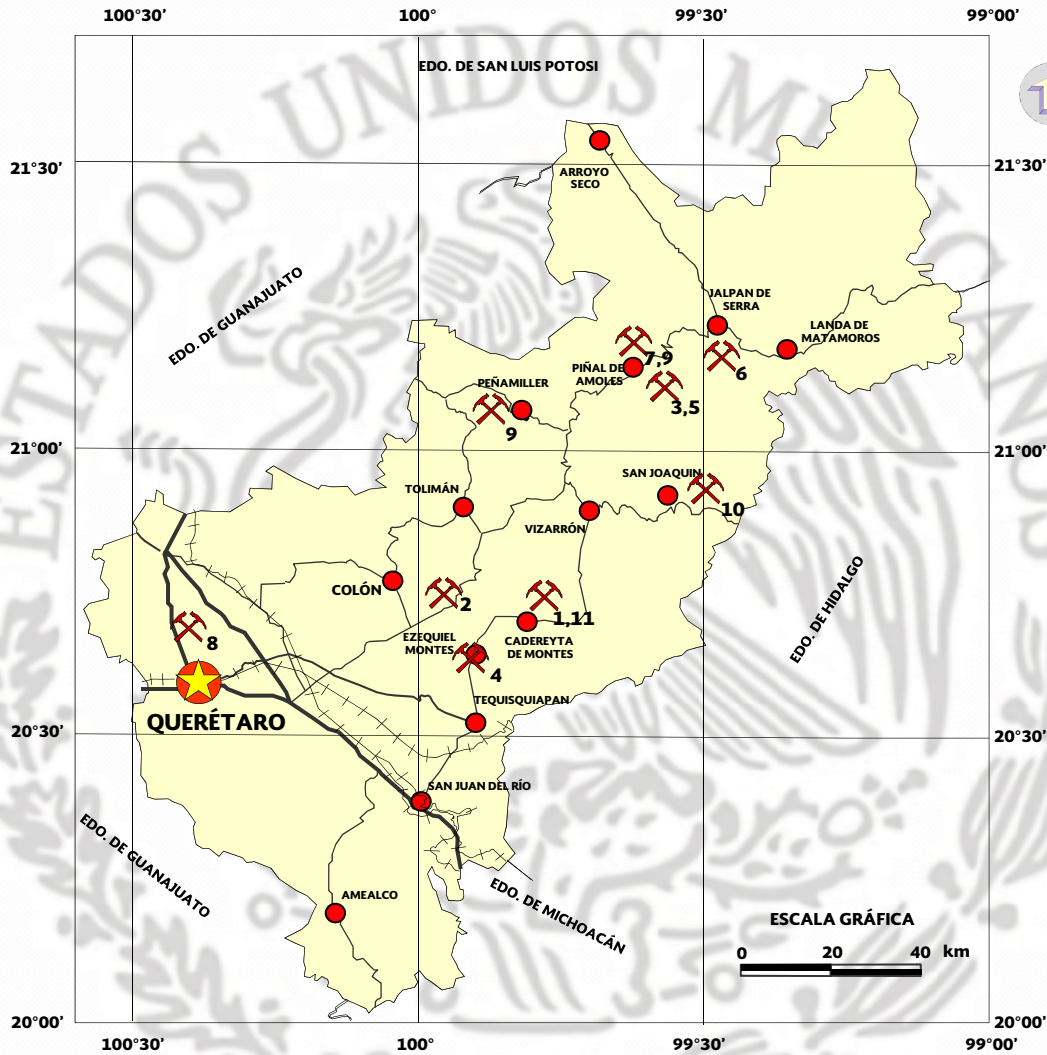 100°30’ 100° 99°30’ 99°00’
EDO. DE SAN LUIS POTOSI
ESTADOS UNIDOS MEXICANOS
21°30’ 21°30’
ARROYO
SECO
EDO. DE GUANAJUATO
JALPAN DE
SERRA
LANDA DE
MATAMOROS
7,9
6
PIÑAL DE
AMOLES
PEÑAMILLER
3,5
9
21°00’ 21°00’
SAN JOAQUIN
TOLIMÁN
10
VIZARRÓN
EDO. DE HIDALGO
COLÓN
2
1,11
8
EZEQUIEL
MONTES
CADEREYTA
DE MONTES
4
TEQUISQUIAPAN
QUERÉTARO
20°30’ 20°30’
SAN JUAN DEL RÍO
EDO. DE GUANAJUATO
AMEALCO
EDO. DE MICHOACÁN
ESCALA GRÁFICA
0 20 40 km
20°00’ 20°00’
100°30’ 100° 99°30’ 99°00’